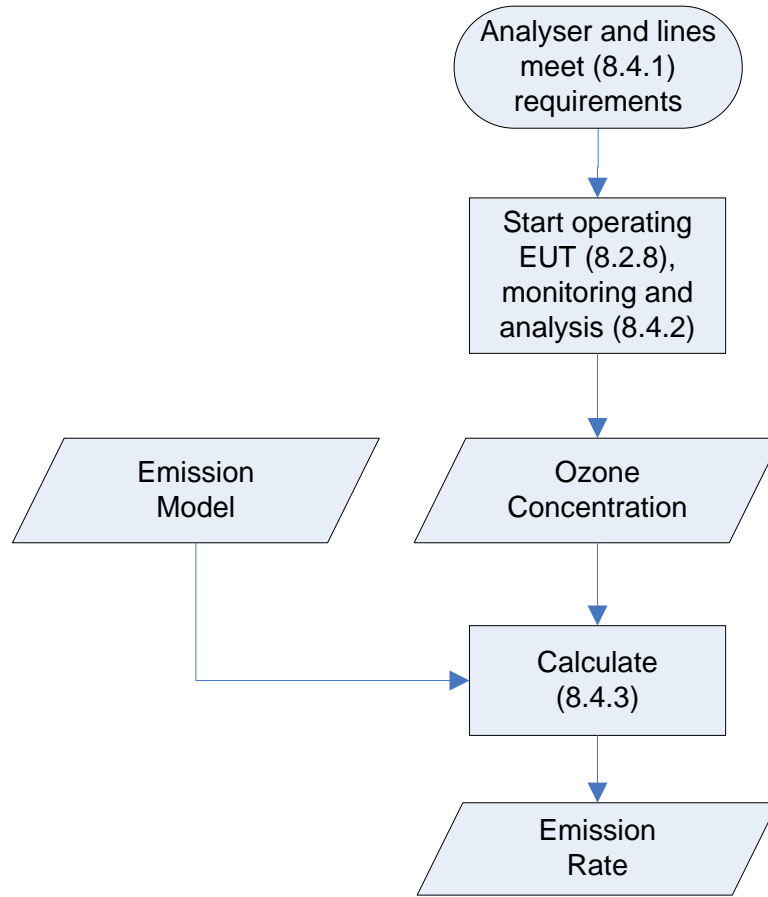 Analyser and lines
meet (8.4.1)
requirements
Start operating
EUT (8.2.8),
monitoring and
analysis (8.4.2)
Emission
Model
Ozone
Concentration
Calculate
(8.4.3)
Emission
Rate